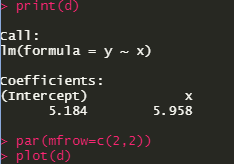 > print(d)
Call:
lm(formula = y ~ x)
Coefficients:
(Intercept) x
5.184 5.958
> par(mfrow=c(2,2))
> plot(d)